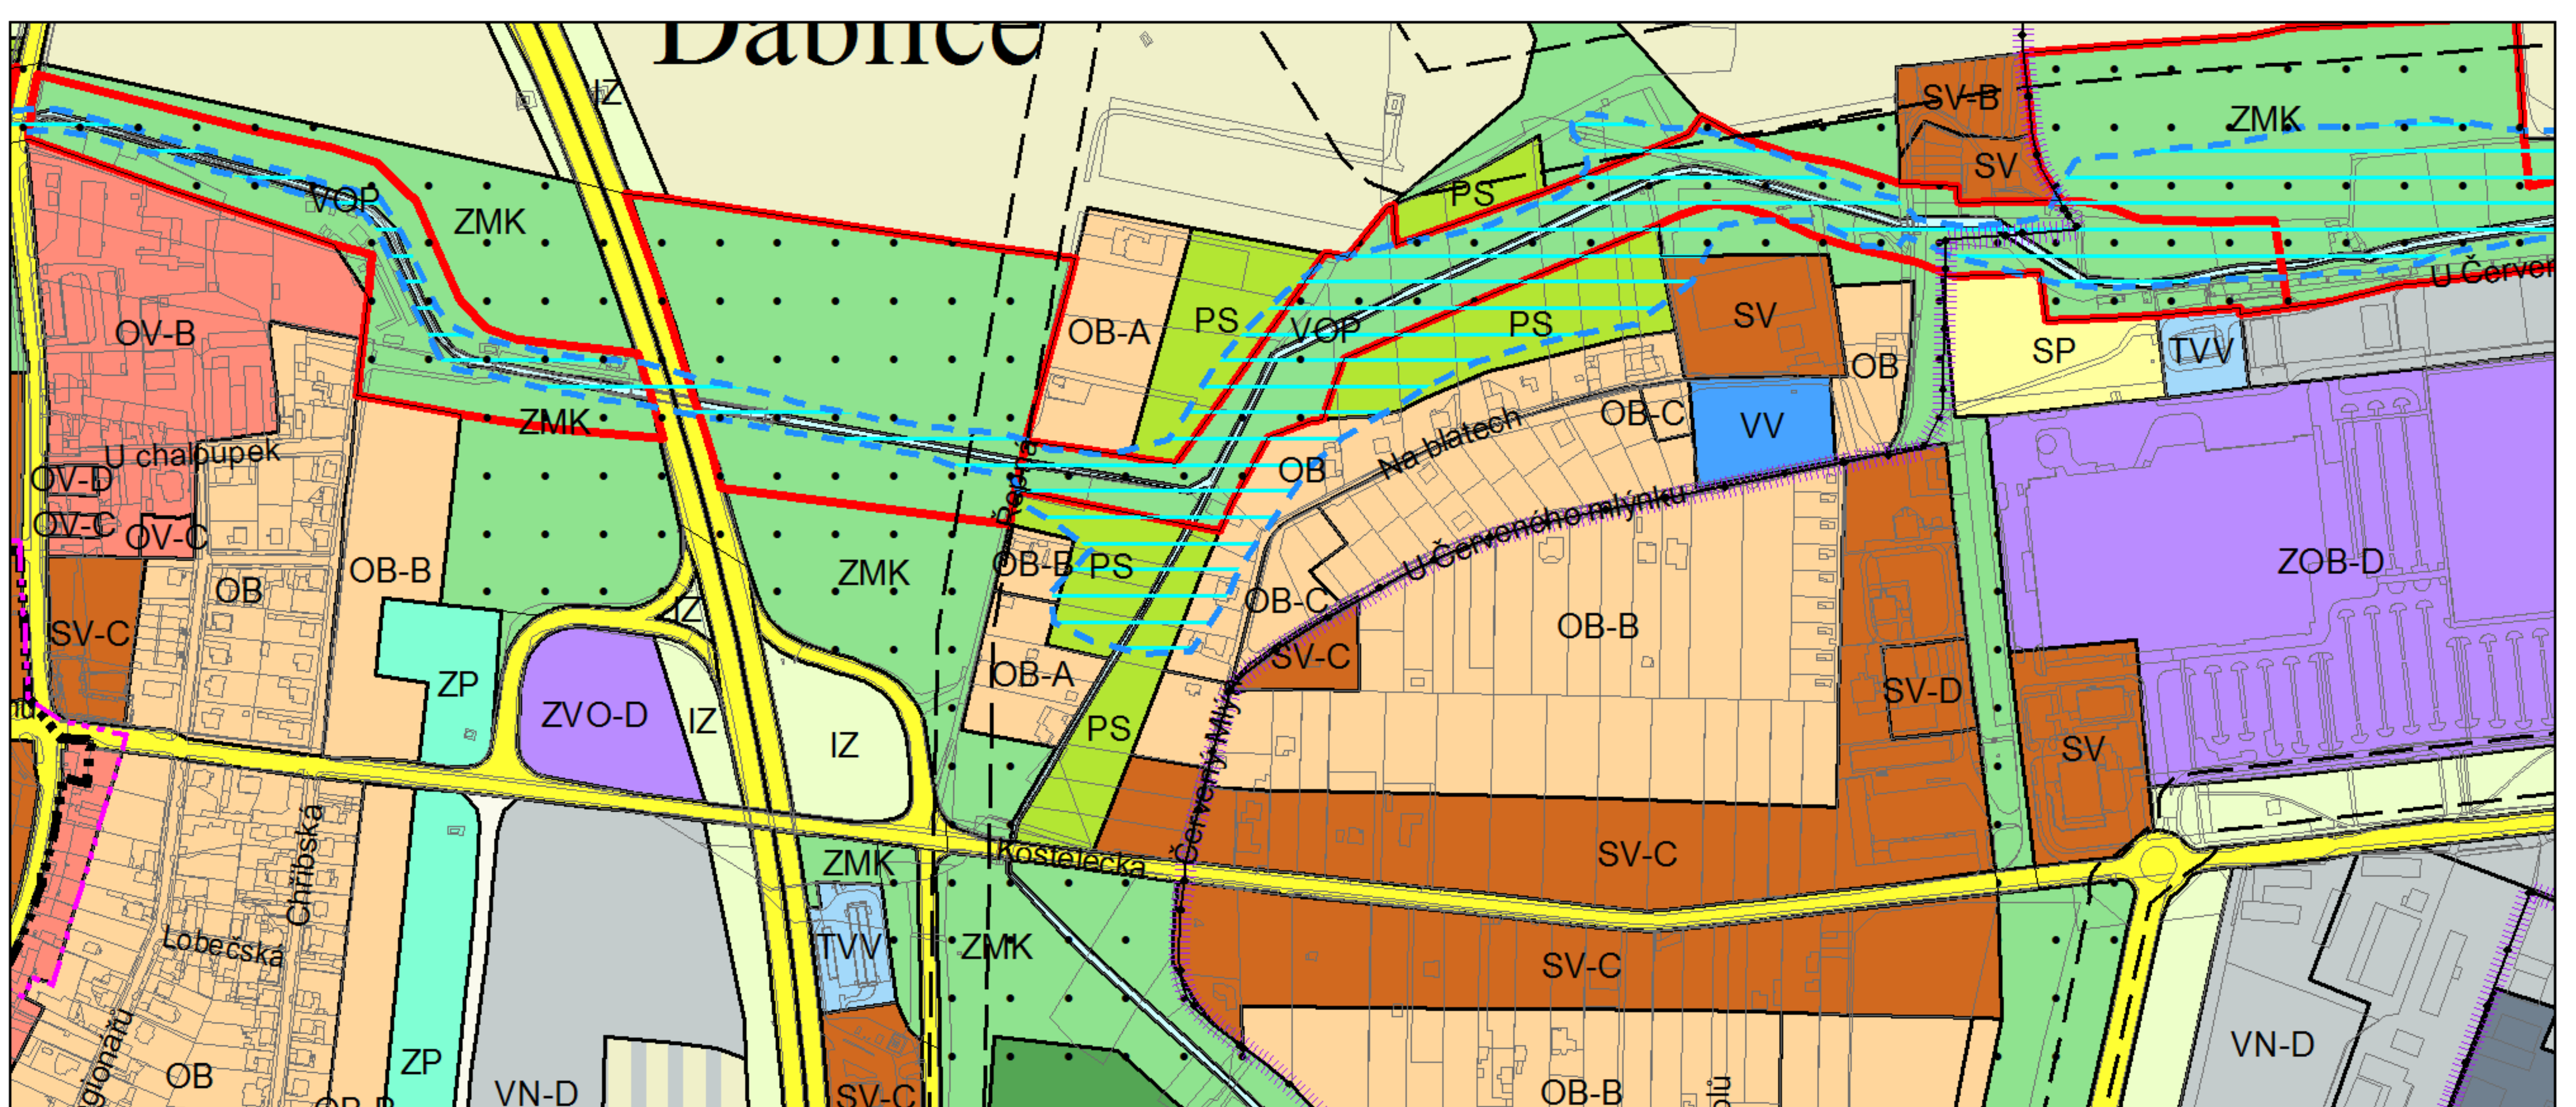 Ďáblice
IZ
SV-B
ZMK
SV
PS
VOP
ZMK
OV-B
OB-A
PS
VOP
PS
SV
U Červen
OB
SP
TVV
ZMK
OB-C
VV
U chaloupek
Na blatech
OB
OV-D
OV-C
OV-C
Řepná
U Červeného mlýnku
ZOB-D
OB-B
OB
ZMK
OB-B
PS
OB-C
OB-B
IZ
SV-C
SV-C
OB-A
ZP
SV-D
ZVO-D
IZ
IZ
PS
SV
Červený Mlýn
Kostelecká
ZMK
SV-C
Chřibská
Lobečská
TVV
ZMK
SV-C
VN-D
OB
ZP
VN-D
SV-C
OB-B